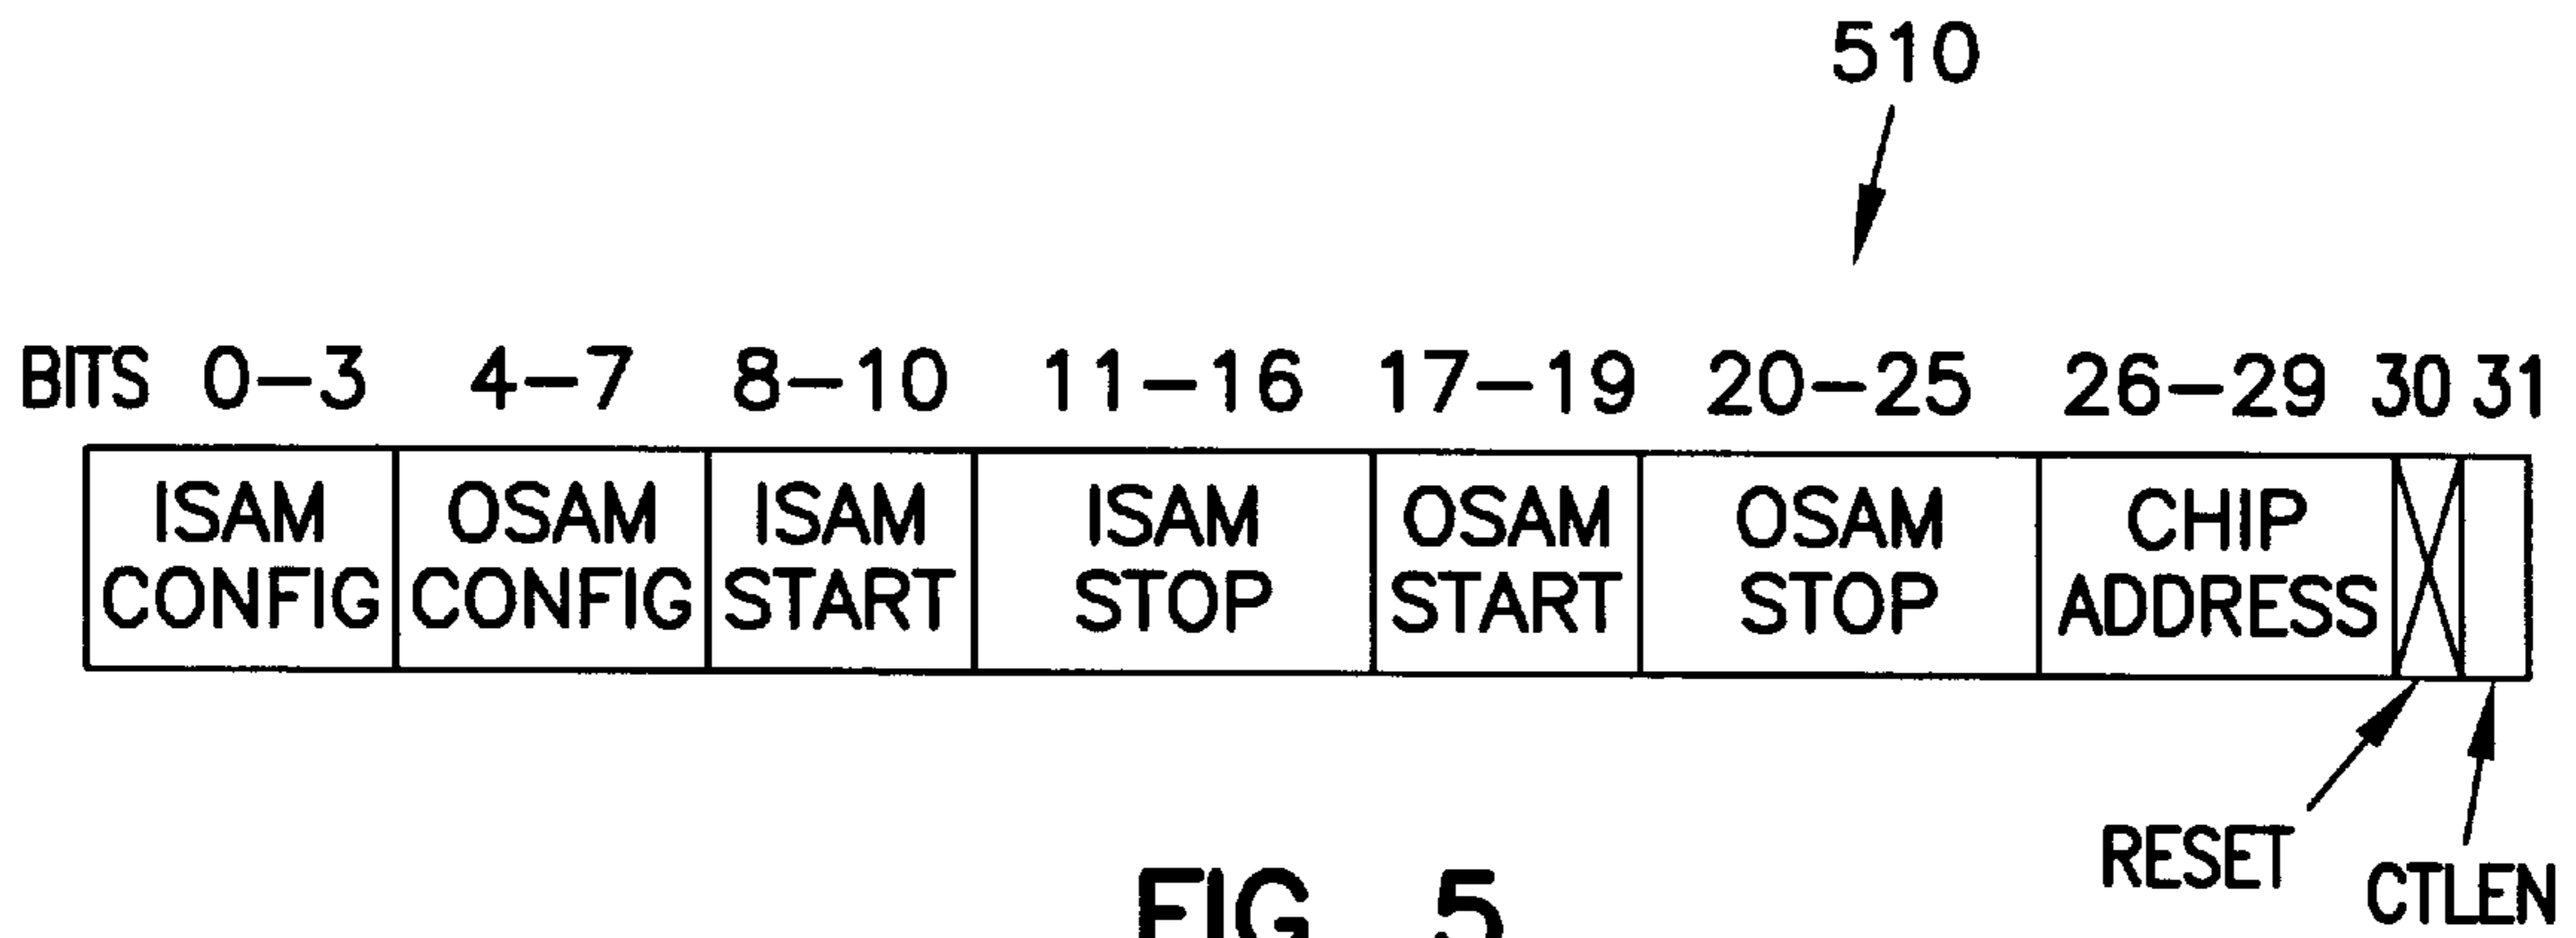 510
BITS 0-3 4-7 8-10 11-16 17-19 20-25 26-29 30 31
ISAM CONFIG
OSAM CONFIG
ISAM START
ISAM STOP
OSAM START
OSAM STOP
CHIP ADDRESS
RESET
CTLEN
FIG. 5